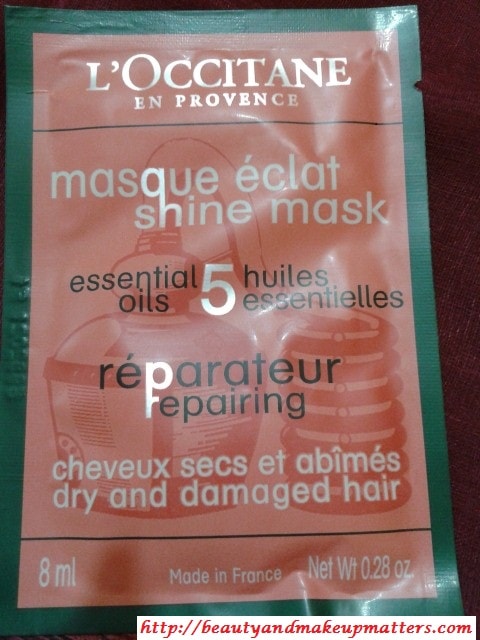 L'OCCITANE
EN PROVENCE
masque éclat
shine mask
essential 5 huiles
oils essentielles
réparateur
repairing
cheveux secs et abîmés
dry and damaged hair
8 ml Made in France Net Wt 0.28 oz.
http://beautyandmakeupmatters.com